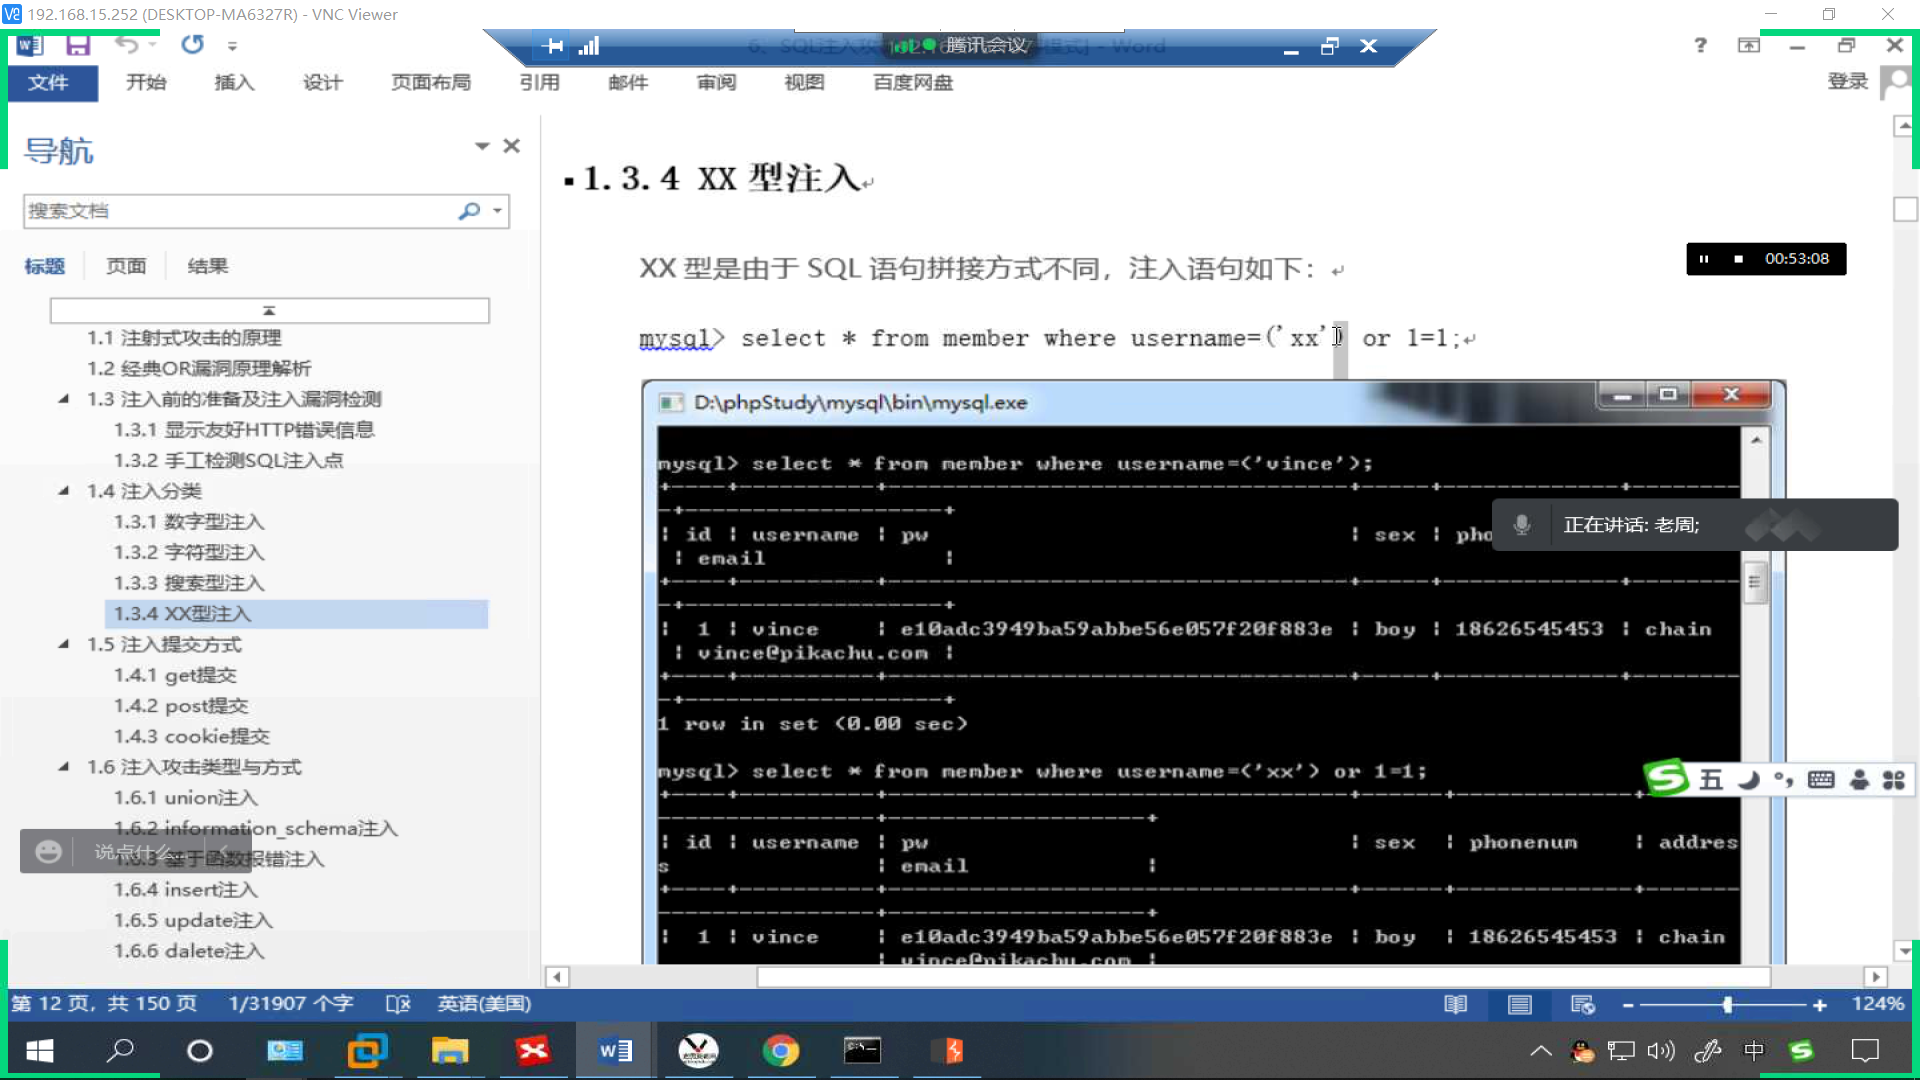 192.168.15.252 (DESKTOP-MA6327R) - VNC Viewer
腾讯会议
文件 开始 插入 设计 页面布局 引用 邮件 审阅 视图 百度网盘 登录
导航
搜索文档
标题 页面 结果
1.1 注射式攻击的原理
1.2 经典OR漏洞原理解析
1.3 注入前的准备及注入漏洞检测
1.3.1 显示友好HTTP错误信息
1.3.2 手工检测SQL注入点
1.4 注入分类
1.3.1 数字型注入
1.3.2 字符型注入
1.3.3 搜索型注入
1.3.4 XX型注入
1.5 注入提交方式
1.4.1 get提交
1.4.2 post提交
1.4.3 cookie提交
1.6 注入攻击类型与方式
1.6.1 union注入
1.6.2 information_schema注入
1.6.3 基于函数报错注入
说点什么...
1.6.4 insert注入
1.6.5 update注入
1.6.6 dalete注入
1.3.4 XX 型注入
XX 型是由于 SQL 语句拼接方式不同，注入语句如下：
00:53:08
mysql> select * from member where username=('xx') or 1=1;
D:\phpStudy\mysql\bin\mysql.exe
mysql> select * from member where username=('vince');
+----+----------+----------------------------------+-----+-------------+-------
-+-------------------+
| id | username | pw | sex | pho
| email |
+----+----------+----------------------------------+-----+-------------+-------
-+-------------------+
| 1 | vince | e10adc3949ba59abbe56e057f20f883e | boy | 18626545453 | chain
| vince@pikachu.com |
+----+----------+----------------------------------+-----+-------------+-------
-+-------------------+
1 row in set (0.00 sec)
mysql> select * from member where username=('xx') or 1=1;
| id | username | pw | sex | phonenum | addres
s | email |
| 1 | vince | e10adc3949ba59abbe56e057f20f883e | boy | 18626545453 | chain
| vince@pikachu.com |
正在讲话: 老周;
五
第 12 页，共 150 页 1/31907 个字 英语(美国) 124%
中